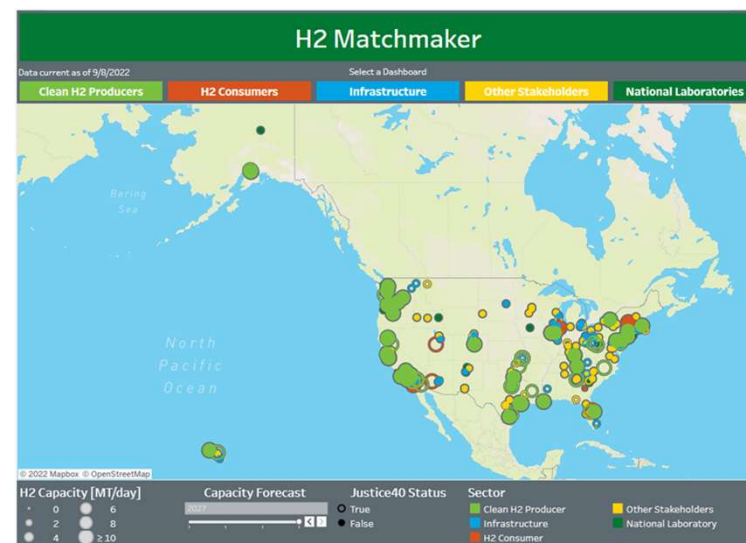 H2 Matchmaker
Data current as of 9/8/2022
Select a Dashboard
Clean H2 Producers
H2 Consumers
Infrastructure
Other Stakeholders
National Laboratories
Bering
Sea
North
Pacific
Ocean
© 2022 Mapbox © OpenStreetMap
H2 Capacity [MT/day]
0 6
2 8
4 ≥10
Capacity Forecast
2027
Justice40 Status
True
False
Sector
Clean H2 Producer
Infrastructure
H2 Consumer
Other Stakeholders
National Laboratory